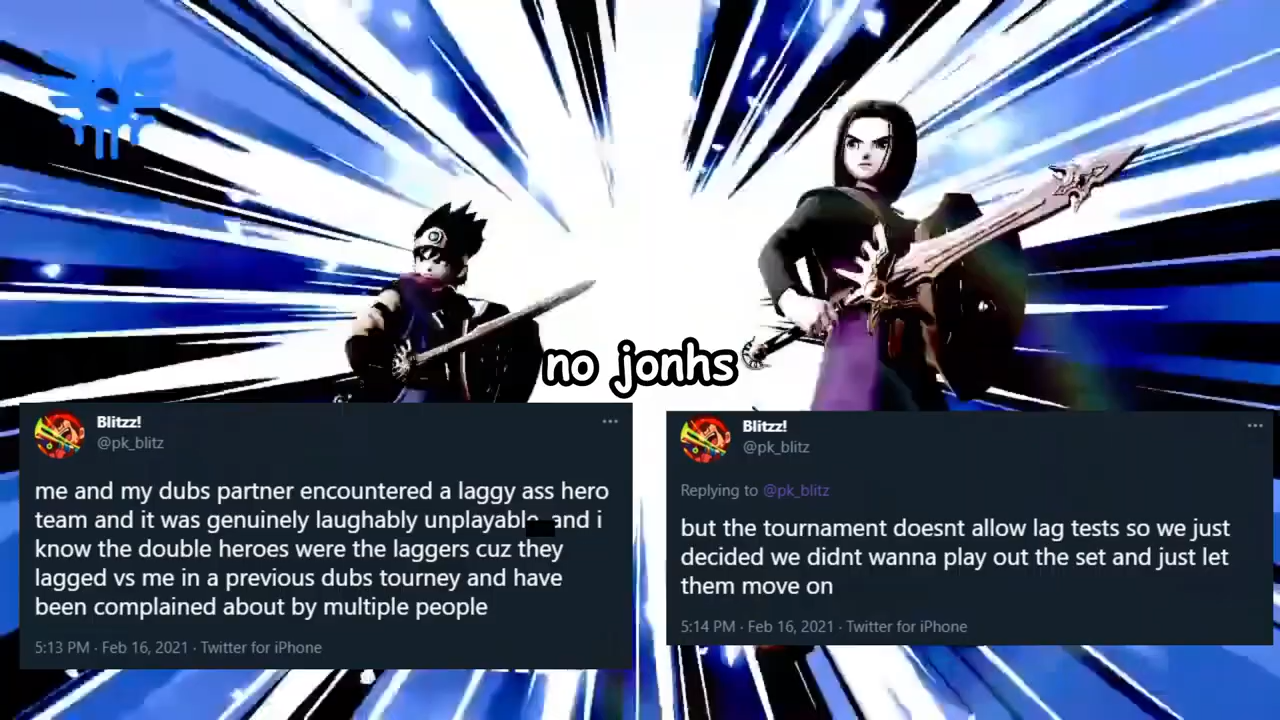 no jonhs
Blitzz!
@pk_blitz
me and my dubs partner encountered a laggy ass hero
team and it was genuinely laughably unplayable and i
know the double heroes were the laggers cuz they
lagged vs me in a previous dubs tourney and have
been complained about by multiple people
5:13 PM · Feb 16, 2021 · Twitter for iPhone
Blitzz!
@pk_blitz
Replying to @pk_blitz
but the tournament doesnt allow lag tests so we just
decided we didnt wanna play out the set and just let
them move on
5:14 PM · Feb 16, 2021 · Twitter for iPhone